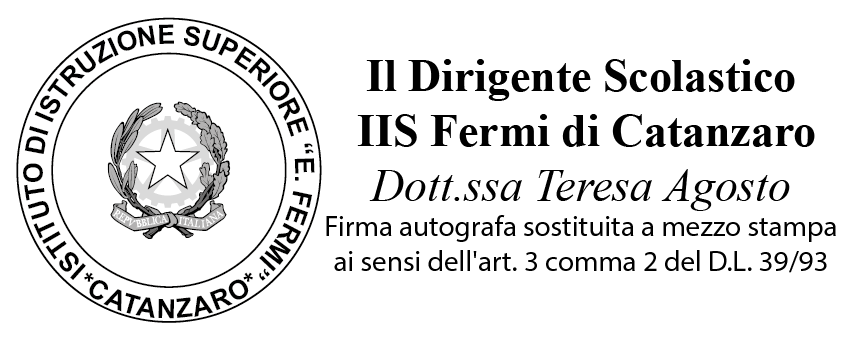 ISTITUTO DI ISTRUZIONE SUPERIORE “E. FERMI”
*CATANZARO*
REPVBBLICA ITALIANA
Il Dirigente Scolastico
IIS Fermi di Catanzaro
Dott.ssa Teresa Agosto
Firma autografa sostituita a mezzo stampa
ai sensi dell'art. 3 comma 2 del D.L. 39/93